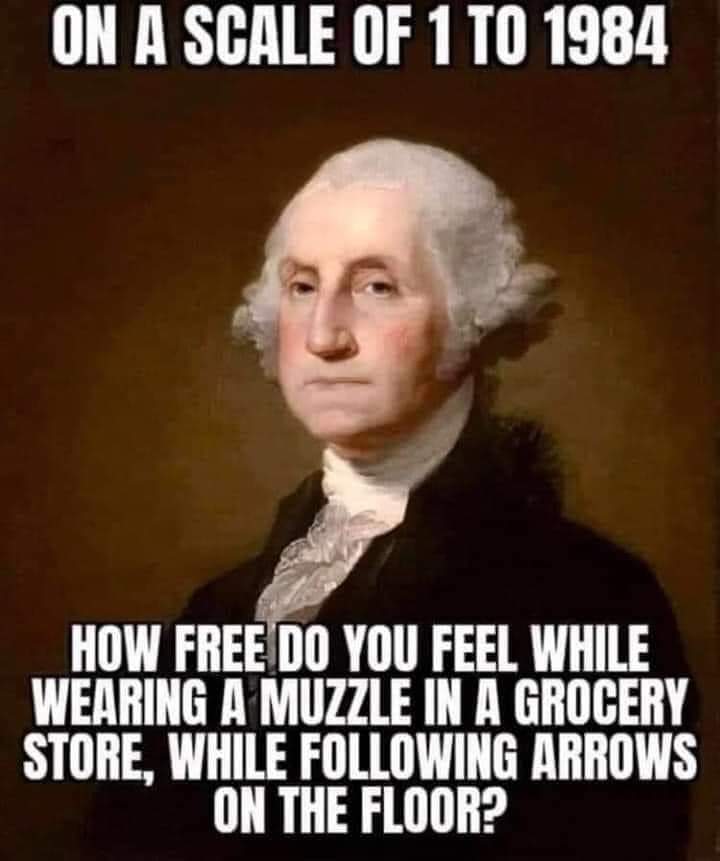 ON A SCALE OF 1 TO 1984
HOW FREE DO YOU FEEL WHILE
WEARING A MUZZLE IN A GROCERY
STORE, WHILE FOLLOWING ARROWS
ON THE FLOOR?